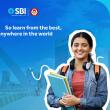 SBI
So learn from the best,
anywhere in the world